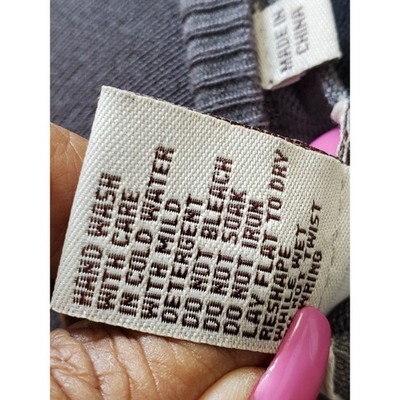 MADE IN
CHINA
HAND WASH
WITH CARE
IN COLD WATER
WITH MILD
DETERGENT
DO NOT BLEACH
DO NOT SOAK
DO NOT IRON
LAY FLAT TO DRY
RESHAPE
WHILE WET
DO NOT
WRING TWIST